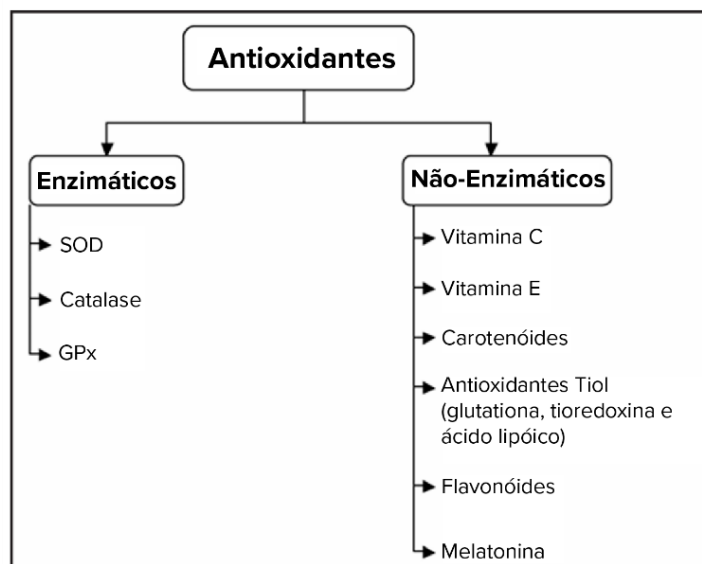 Antioxidantes
Enzimáticos
SOD
Catalase
GPx
Não-Enzimáticos
Vitamina C
Vitamina E
Carotenóides
Antioxidantes Tiol
(glutationa, tioredoxina e
ácido lipóico)
Flavonóides
Melatonina